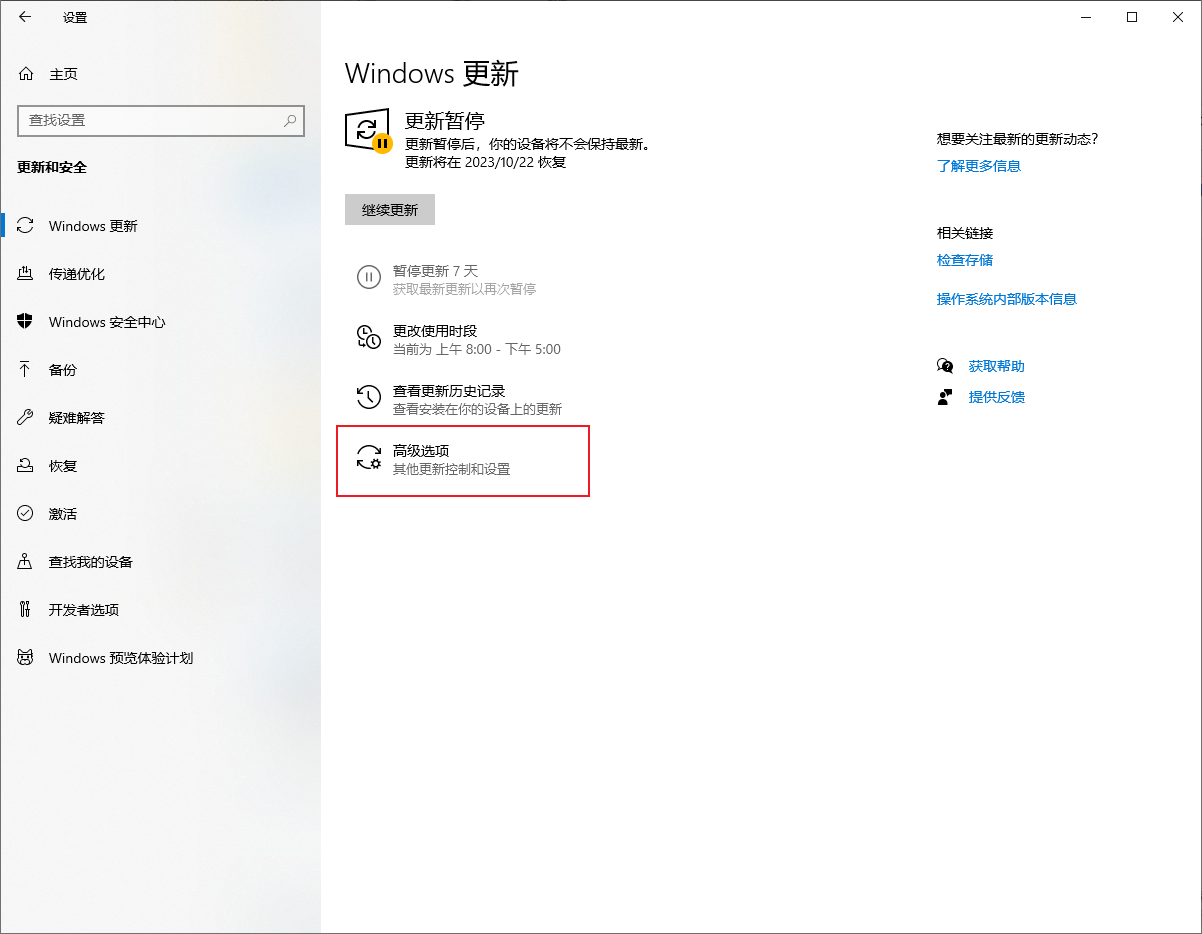 设置
主页
查找设置
更新和安全
Windows 更新
传递优化
Windows 安全中心
备份
疑难解答
恢复
激活
查找我的设备
开发者选项
Windows 预览体验计划
Windows 更新
更新暂停
更新暂停后，你的设备将不会保持最新。
更新将在 2023/10/22 恢复
继续更新
暂停更新 7 天
获取最新更新以再次暂停
更改使用时段
当前为 上午 8:00 - 下午 5:00
查看更新历史记录
查看安装在你的设备上的更新
高级选项
其他更新控制和设置
想要关注最新的更新动态?
了解更多信息
相关链接
检查存储
操作系统内部版本信息
获取帮助
提供反馈